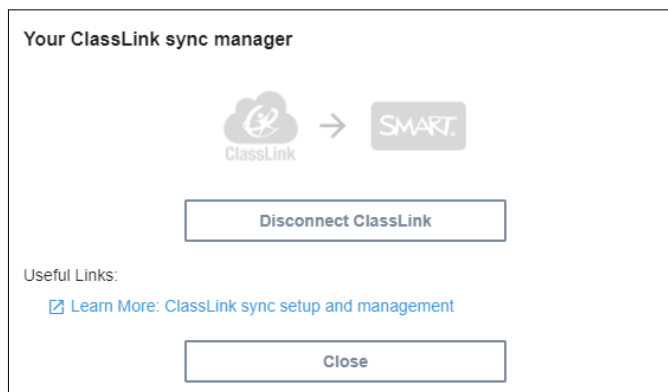 Your ClassLink sync manager
ClassLink
SMART.
Disconnect ClassLink
Useful Links:
Learn More: ClassLink sync setup and management
Close